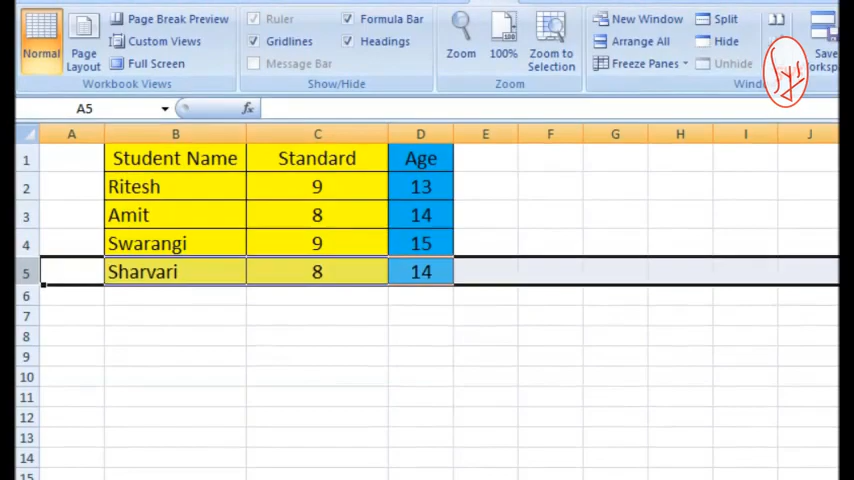 Page Break Preview Ruler Formula Bar New Window Split
Normal Page Layout Custom Views Gridlines Headings Zoom 100% Zoom to Selection Arrange All Hide Save
Full Screen Message Bar Freeze Panes Unhide
Workbook Views Show/Hide Zoom
A5 fx
A B C D E F G H I J
1 Student Name Standard Age
2 Ritesh 9 13
3 Amit 8 14
4 Swarangi 9 15
5 Sharvari 8 14
6
7
8
9
10
11
12
13
14
15